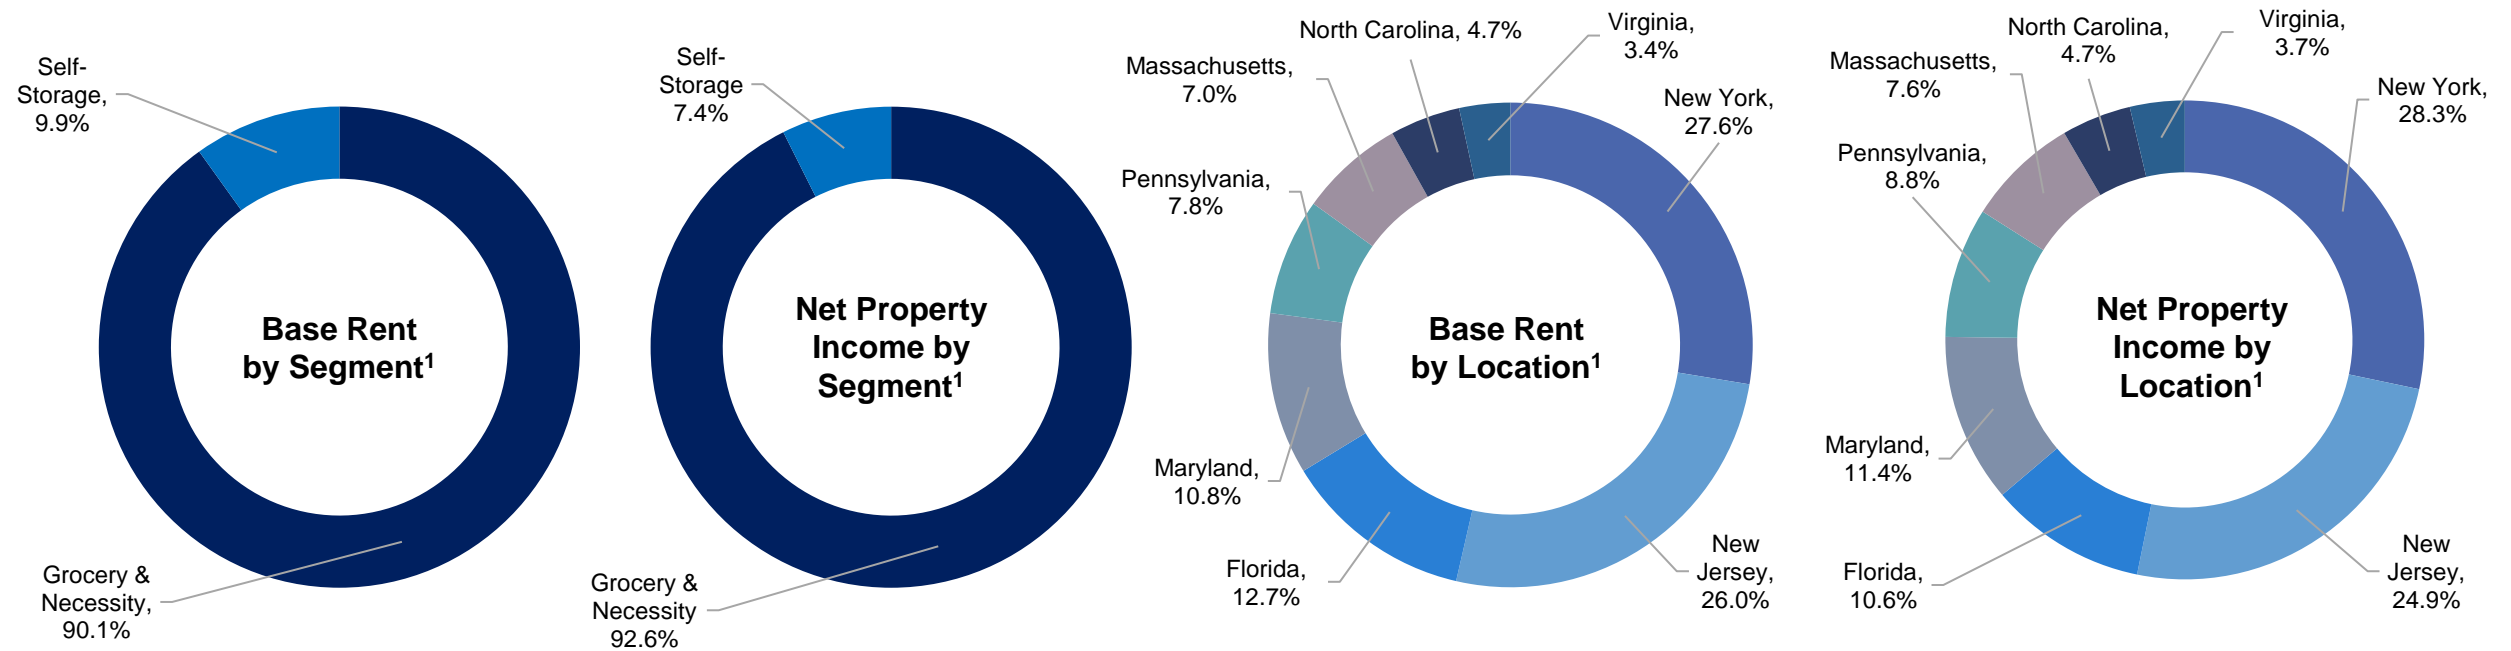 Self-
Storage,
9.9%
Base Rent
by Segment¹
Grocery &
Necessity,
90.1%
Self-
Storage
7.4%
Net Property
Income by
Segment¹
Grocery &
Necessity
92.6%
North Carolina, 4.7%
Virginia,
3.4%
Massachusetts,
7.0%
New York,
27.6%
Pennsylvania,
7.8%
Base Rent
by Location¹
Maryland,
10.8%
Florida,
12.7%
New
Jersey,
26.0%
North Carolina,
4.7%
Virginia,
3.7%
Massachusetts,
7.6%
New York,
28.3%
Pennsylvania,
8.8%
Net Property
Income by
Location¹
Maryland,
11.4%
Florida,
10.6%
New
Jersey,
24.9%